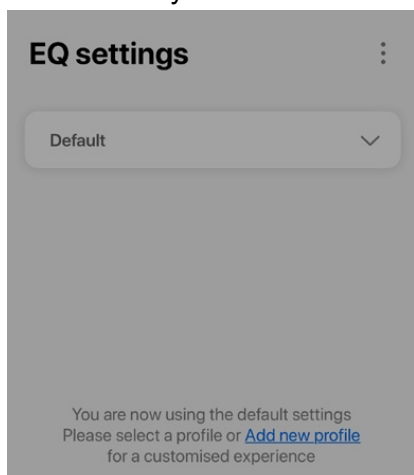 EQ settings
Default
You are now using the default settings
Please select a profile or Add new profile
for a customised experience